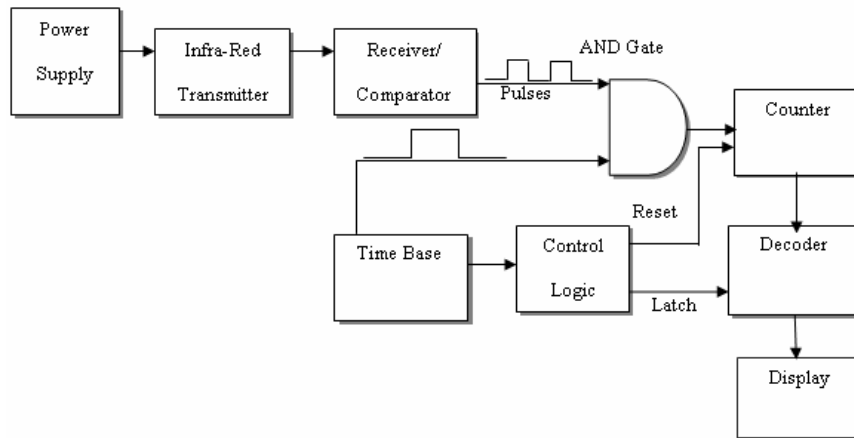 Power
Supply
Infra-Red
Transmitter
Receiver/
Comparator
Pulses
AND Gate
Counter
Reset
Time Base
Control
Logic
Latch
Decoder
Display